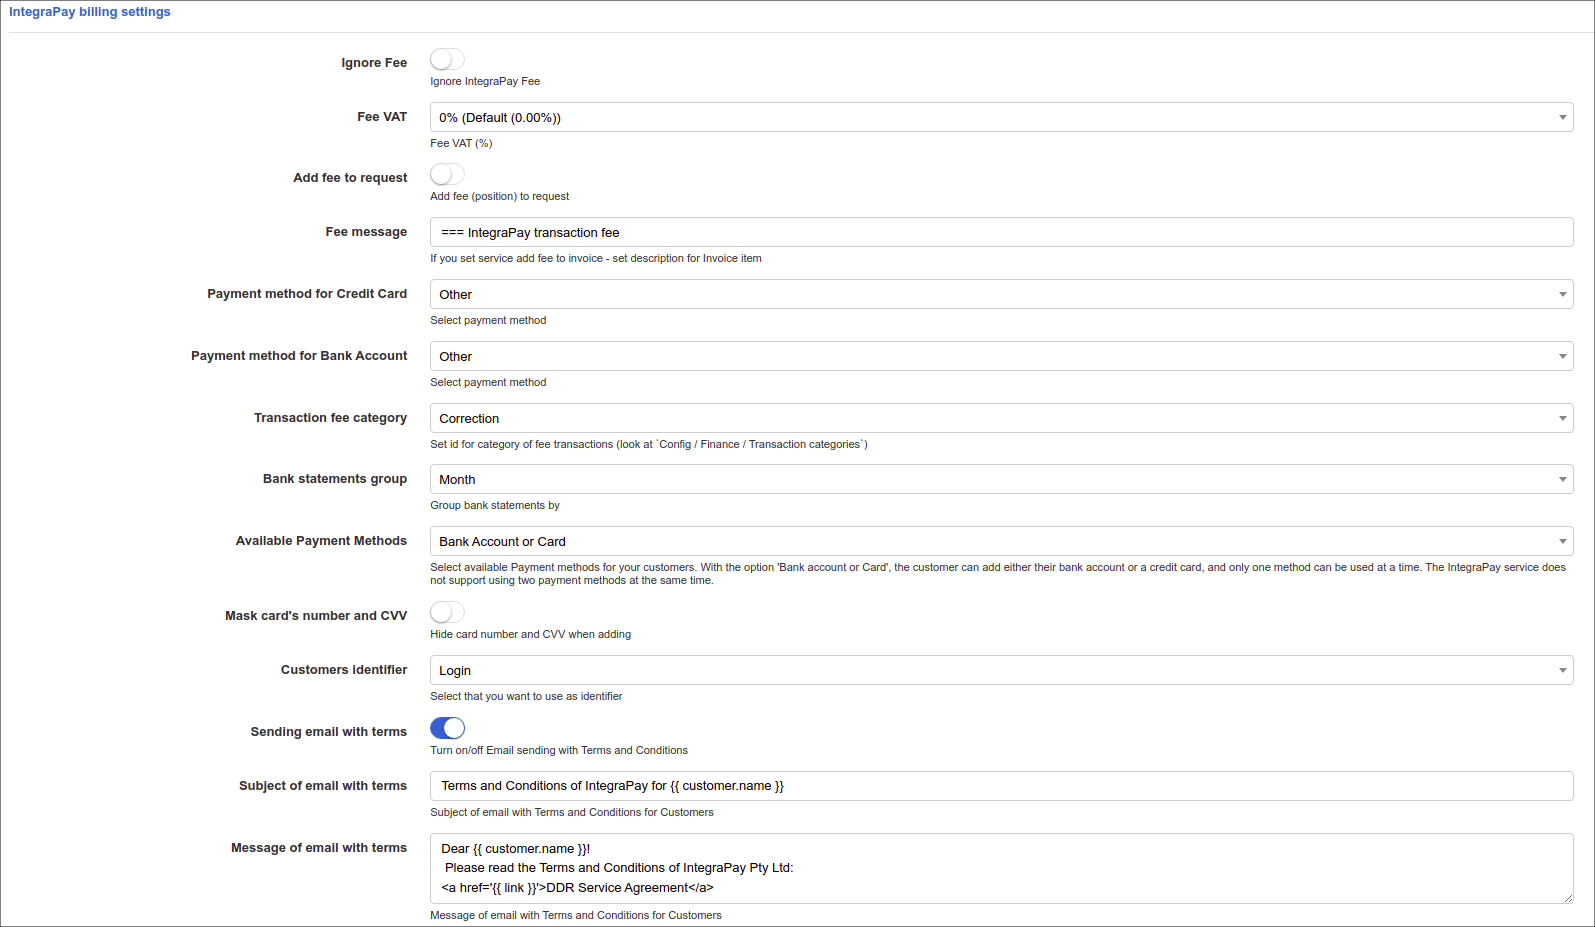 IntegraPay billing settings
Ignore Fee
Ignore IntegraPay Fee
Fee VAT
0% (Default (0.00%))
Fee VAT (%)
Add fee to request
Add fee (position) to request
Fee message
=== IntegraPay transaction fee
If you set service add fee to invoice - set description for Invoice item
Payment method for Credit Card
Other
Select payment method
Payment method for Bank Account
Other
Select payment method
Transaction fee category
Correction
Set id for category of fee transactions (look at `Config / Finance / Transaction categories`)
Bank statements group
Month
Group bank statements by
Available Payment Methods
Bank Account or Card
Select available Payment methods for your customers. With the option 'Bank account or Card', the customer can add either their bank account or a credit card, and only one method can be used at a time. The IntegraPay service does
not support using two payment methods at the same time.
Mask card's number and CVV
Hide card number and CVV when adding
Customers identifier
Login
Select that you want to use as identifier
Sending email with terms
Turn on/off Email sending with Terms and Conditions
Subject of email with terms
Terms and Conditions of IntegraPay for {{ customer.name }}
Subject of email with Terms and Conditions for Customers
Message of email with terms
Dear {{ customer.name }}!
Please read the Terms and Conditions of IntegraPay Pty Ltd:
<a href='{{ link }}'>DDR Service Agreement</a>
Message of email with Terms and Conditions for Customers